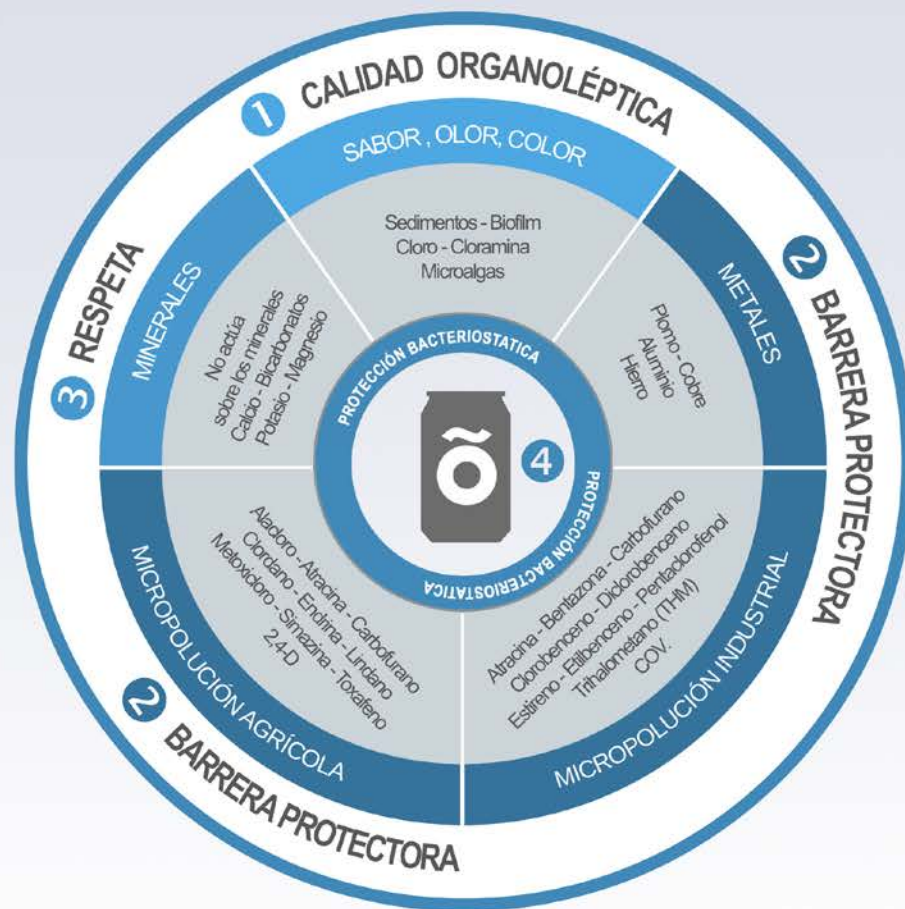 1 CALIDAD ORGANOLÉPTICA
SABOR , OLOR, COLOR
Sedimentos - Biofilm
Cloro - Cloramina
Microalgas
2 BARRERA PROTECTORA
METALES
Plomo - Cobre
Aluminio
Hierro
MICROPOLUCIÓN INDUSTRIAL
Atracina - Bentazona - Carbofurano
Clorobenceno - Diclorobenceno
Estireno - Etilbenceno - Pentaclorofenol
Trihalometano (THM)
COV.
2 BARRERA PROTECTORA
MICROPOLUCIÓN AGRÍCOLA
Alacloro - Atracina - Carbofurano
Clordano - Endrina - Lindano
Metoxicloro - Simazina - Toxafeno
2.4-D
3 RESPETA
MINERALES
No actúa
sobre los minerales
Calcio - Bicarbonatos
Potasio - Magnesio
PROTECCIÓN BACTERIOSTATICA
PROTECCIÓN BACTERIOSTATICA
õ
4